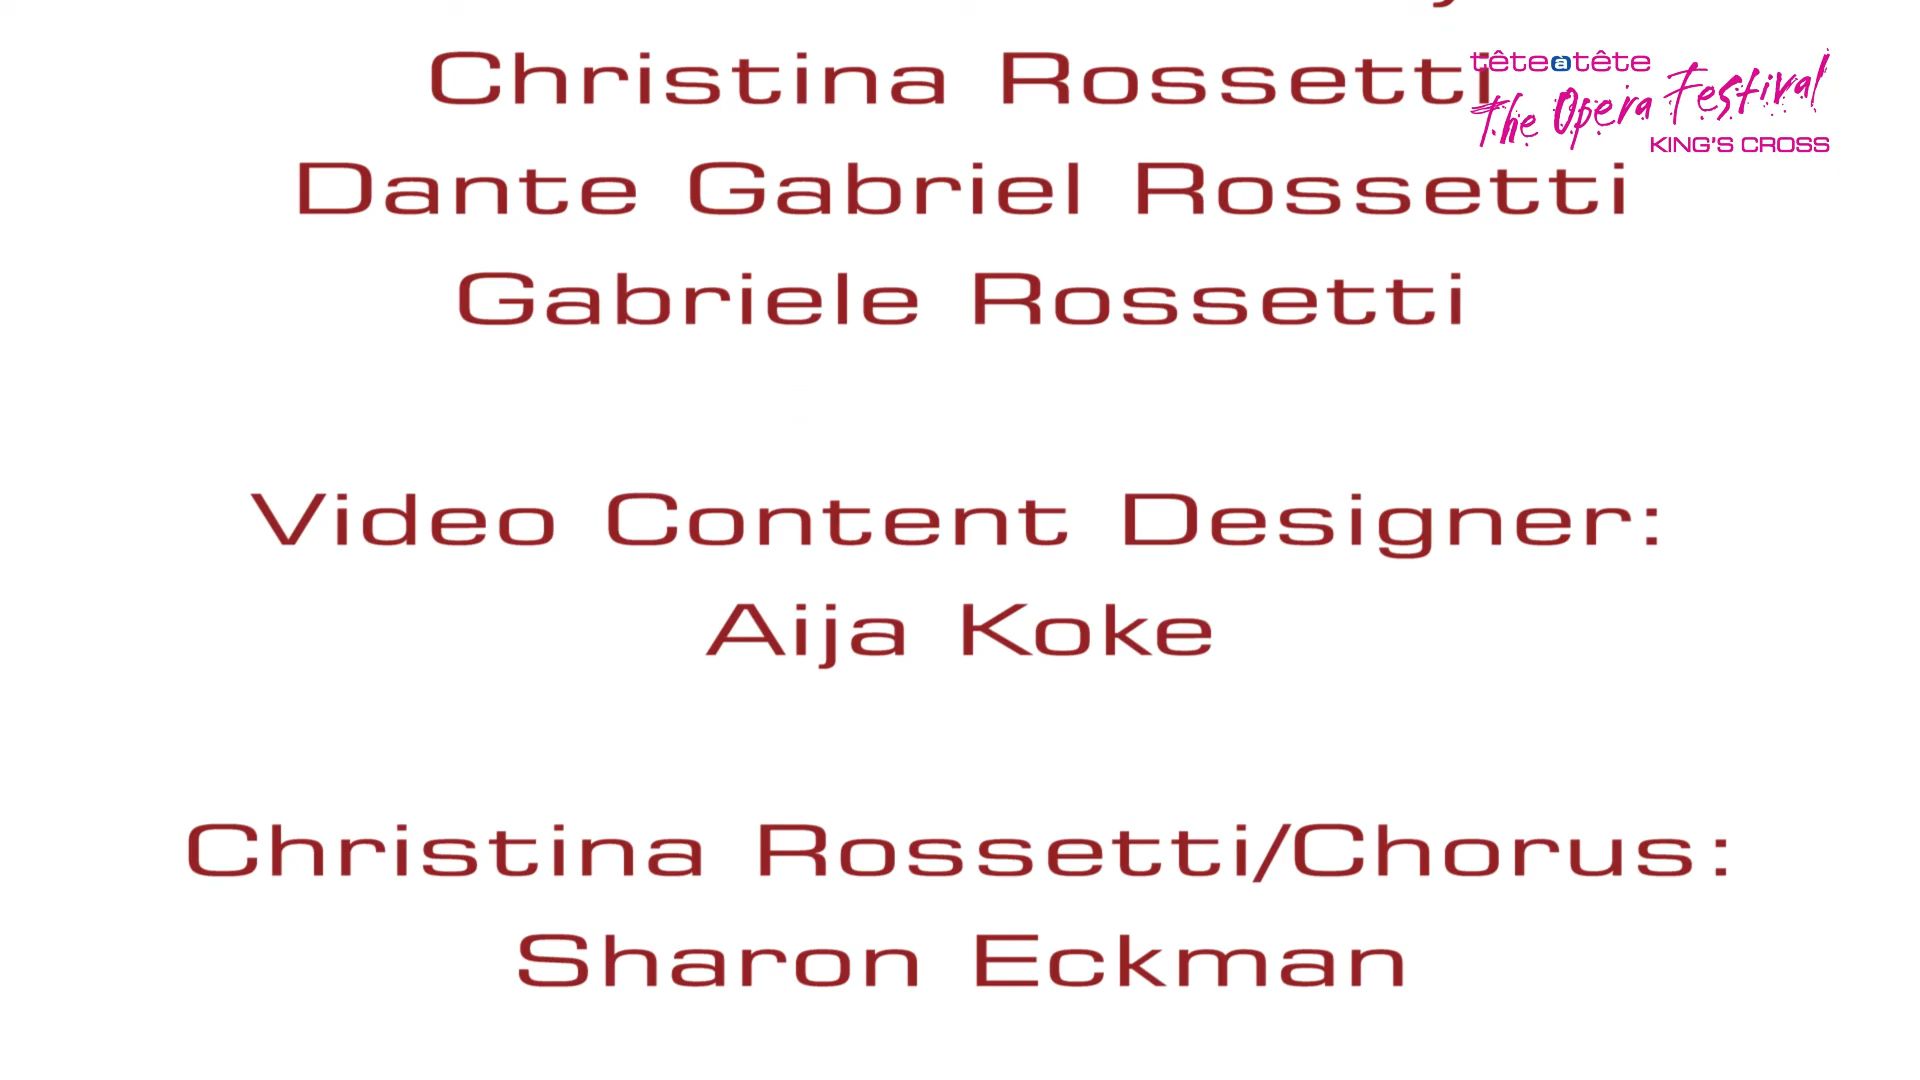 Christina Rossetti
têteàtête
The Opera Festival
KING'S CROSS
Dante Gabriel Rossetti
Gabriele Rossetti
Video Content Designer:
Aija Koke
Christina Rossetti/Chorus:
Sharon Eckman